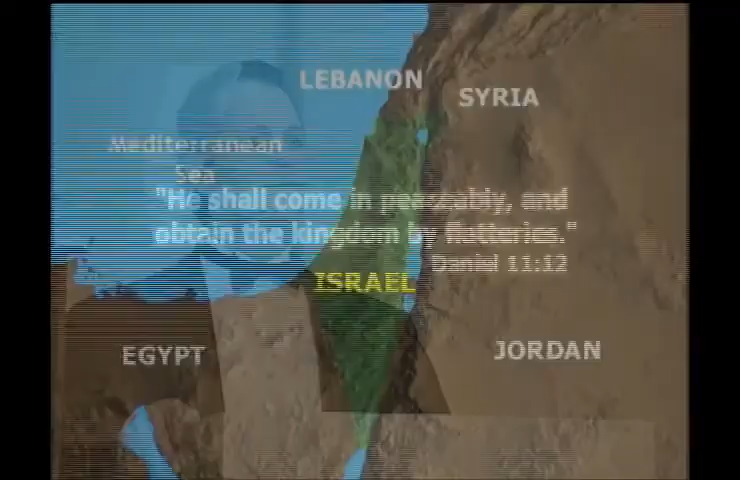 LEBANON
SYRIA
Mediterranean
Sea
"He shall come in peaceably, and
obtain the kingdom by flatteries."
Daniel 11:12
ISRAEL
EGYPT
JORDAN